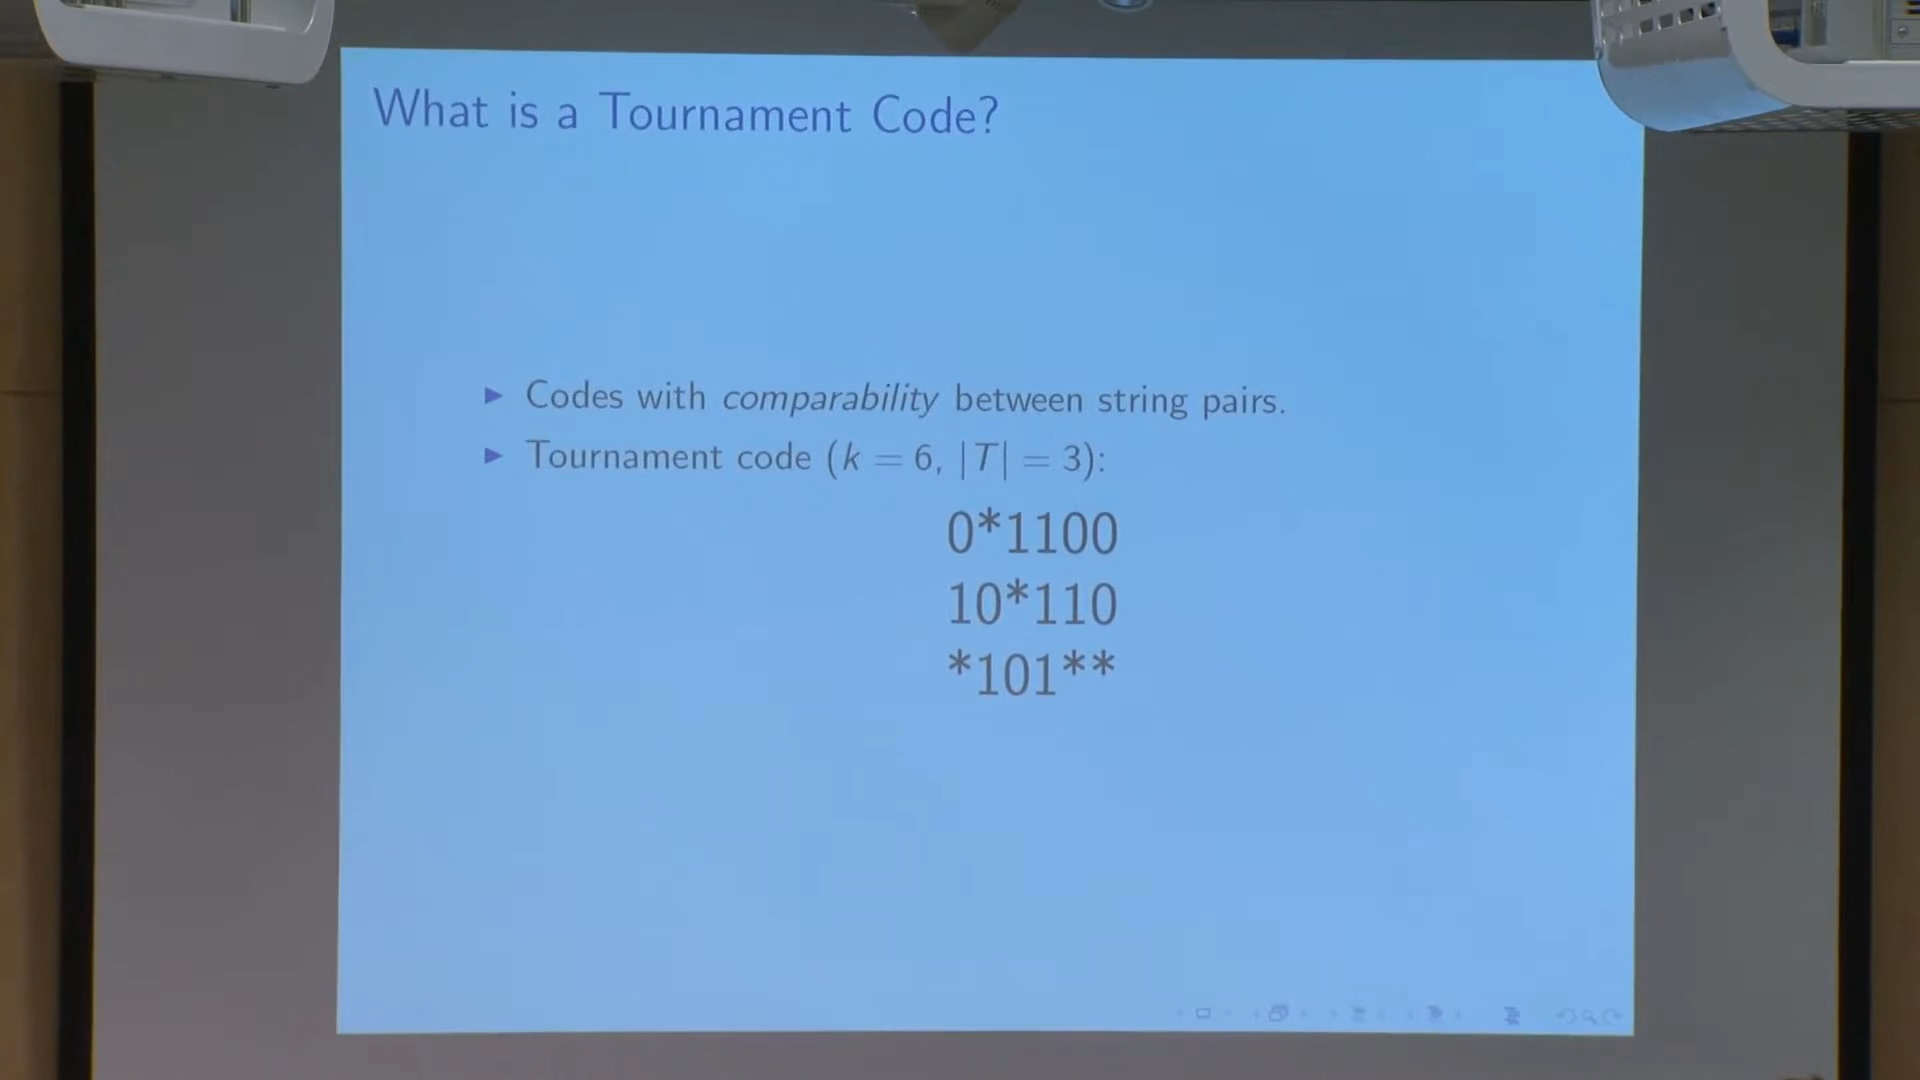 What is a Tournament Code?
Codes with comparability between string pairs.
Tournament code (k = 6, |T| = 3):
0*1100
10*110
*101**